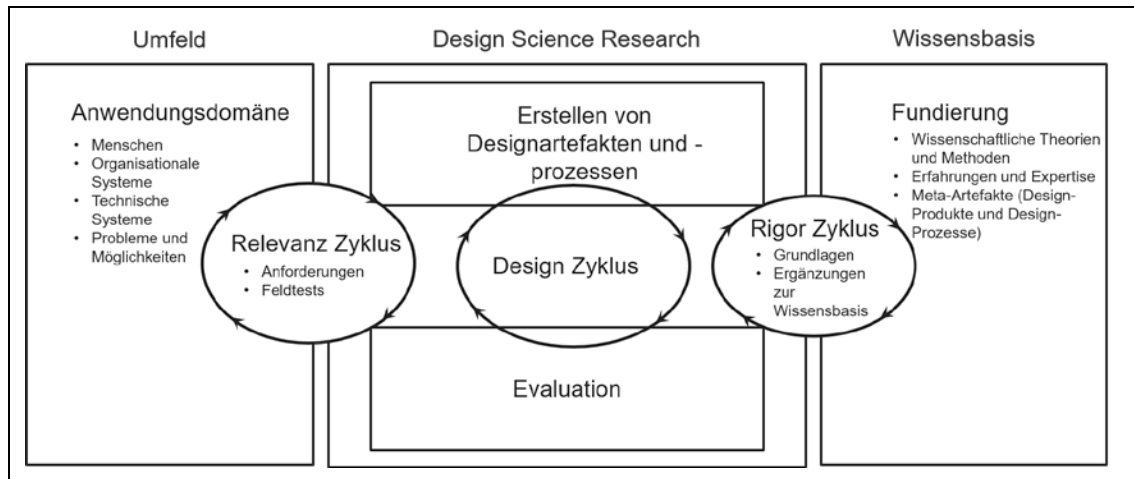 Umfeld
Design Science Research
Wissensbasis
Anwendungsdomäne
• Menschen
• Organisationale
Systeme
• Technische
Systeme
• Probleme und
Möglichkeiten
Relevanz Zyklus
• Anforderungen
• Feldtests
Erstellen von
Designartefakten und -
prozessen
Design Zyklus
Evaluation
Rigor Zyklus
• Grundlagen
• Ergänzungen
zur
Wissensbasis
Fundierung
• Wissenschaftliche Theorien
und Methoden
• Erfahrungen und Expertise
• Meta-Artefakte (Design-
Produkte und Design-
Prozesse)